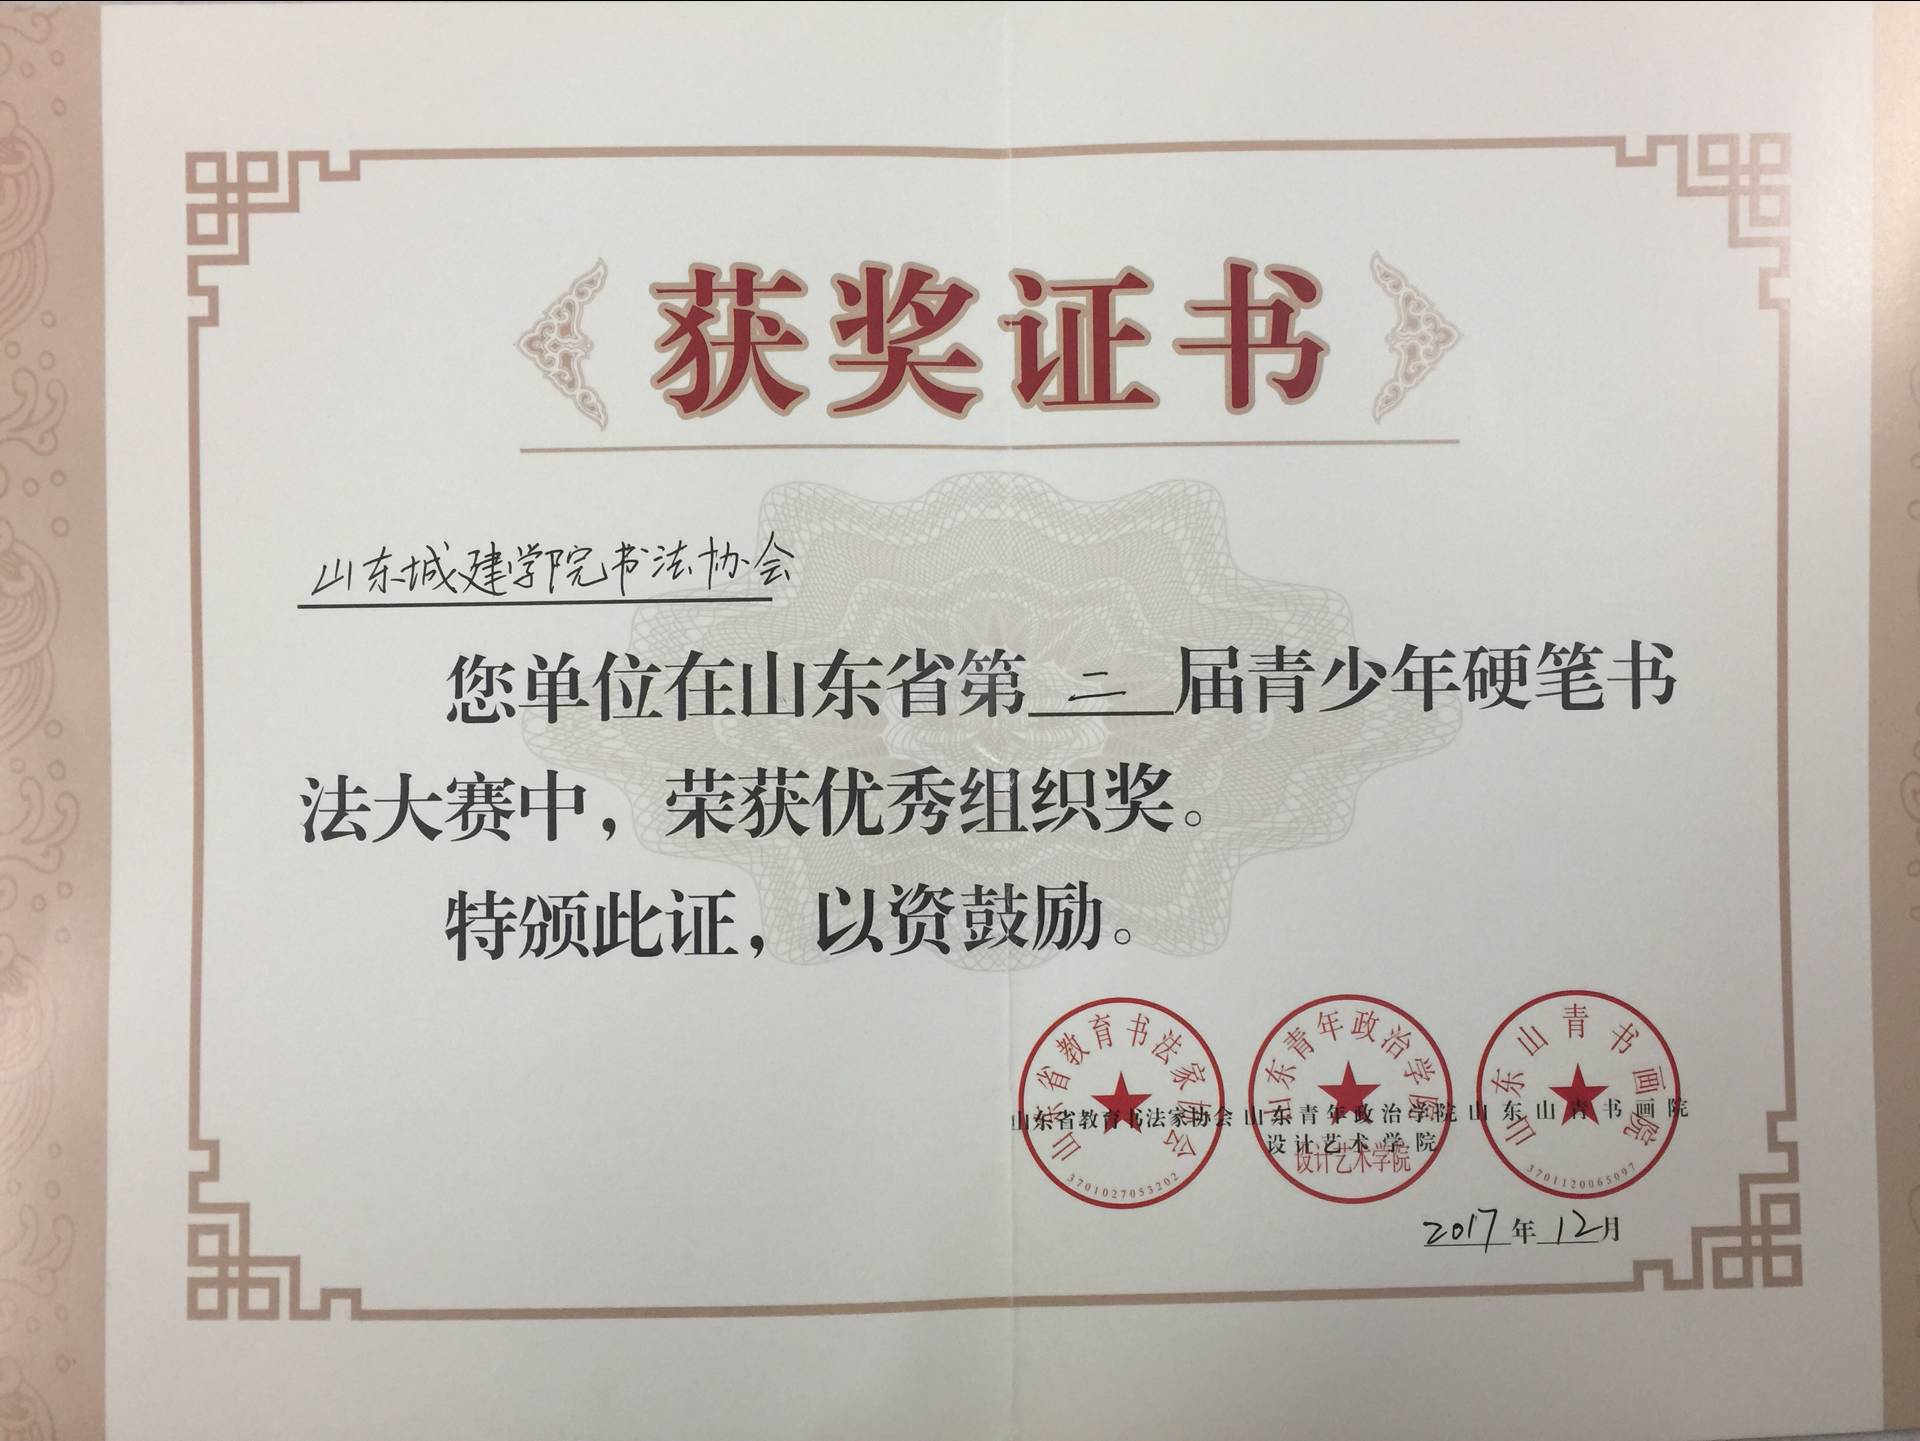 获奖证书
山东城建学院书法协会
您单位在山东省第二届青少年硬笔书
法大赛中，荣获优秀组织奖。
特颁此证，以资鼓励。
山东省教育书法家协会
3701027053202
山东青年政治学院
设计艺术学院
山东山青书画院
3701120065097
山东省教育书法家协会 山东青年政治学院 山东山青书画院
设计艺术学院
2017年12月